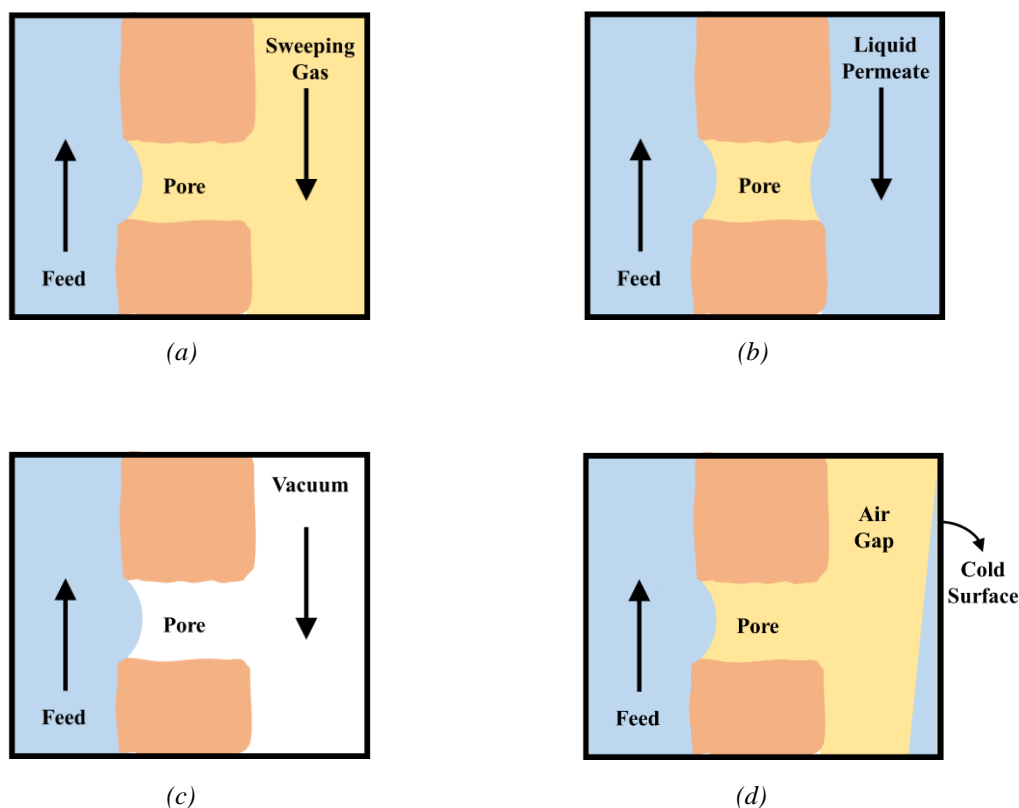 Sweeping
Gas
Pore
Feed
(a)
Liquid
Permeate
Pore
Feed
(b)
Vacuum
Pore
Feed
(c)
Air
Gap
Cold
Surface
Pore
Feed
(d)